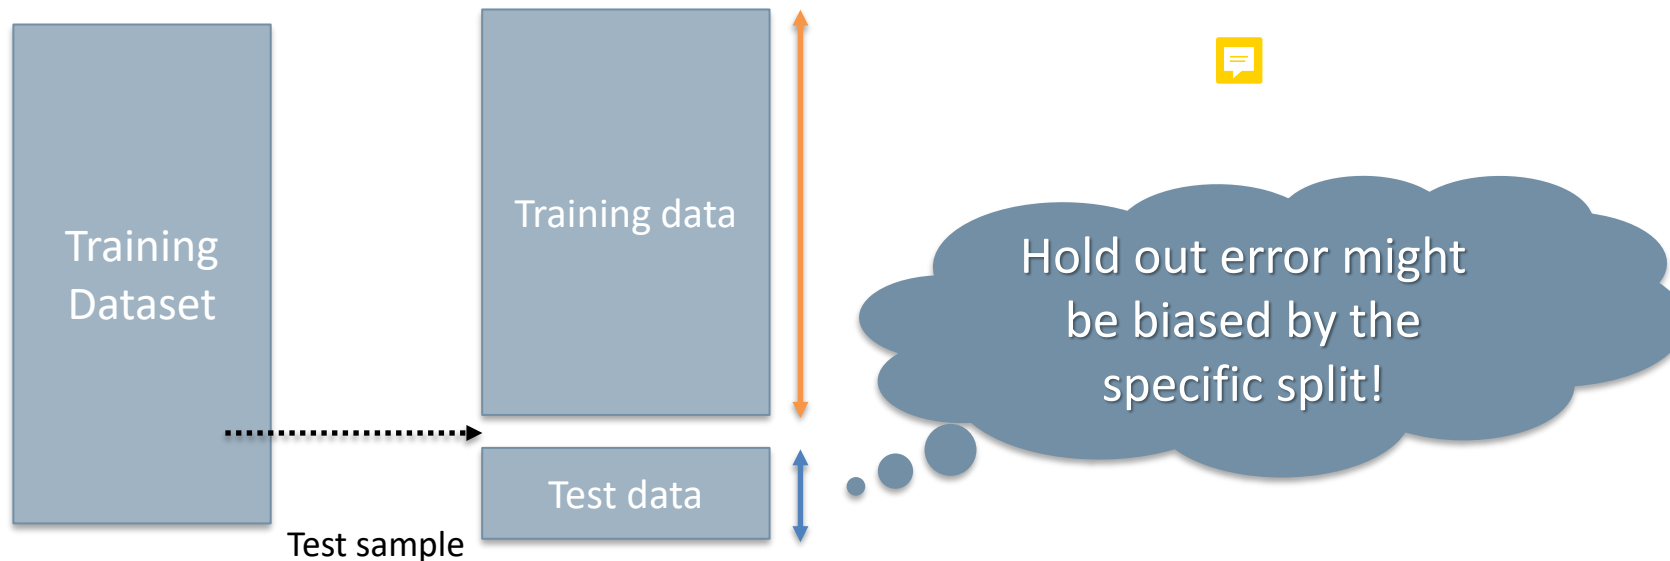 Training
Dataset
Training data
Test data
Test sample
Hold out error might
be biased by the
specific split!